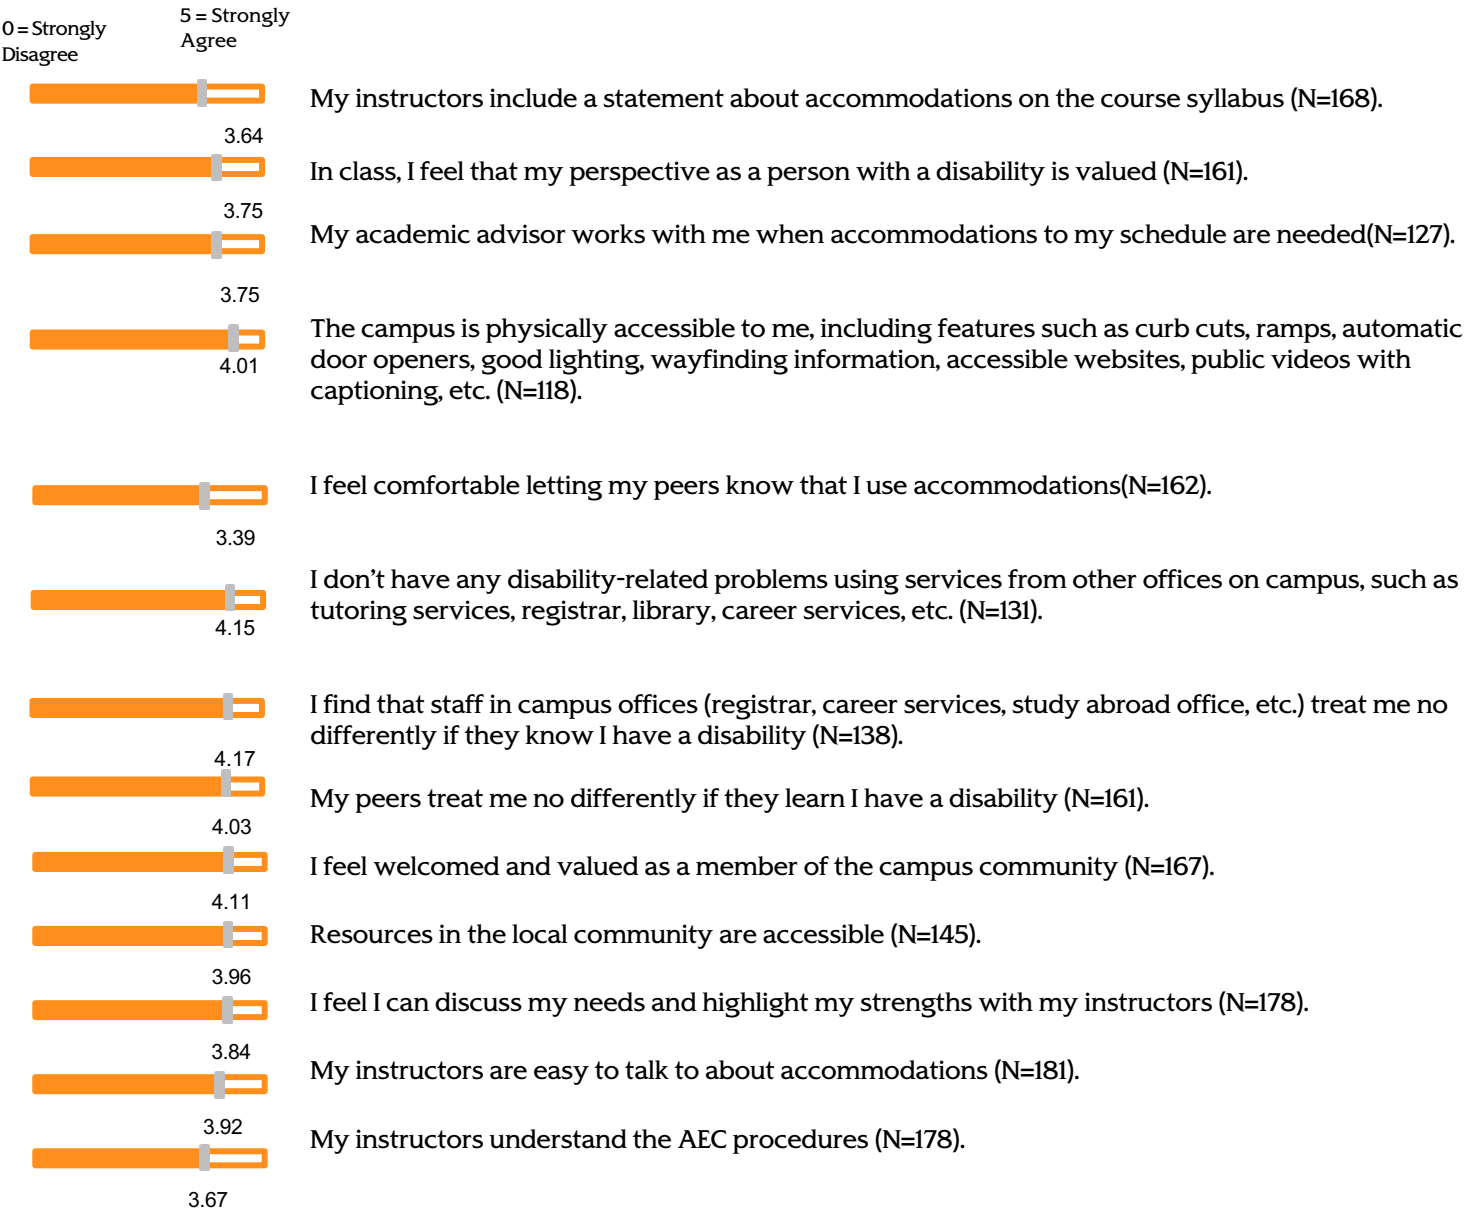 0 = Strongly
Disagree
5 = Strongly
Agree
My instructors include a statement about accommodations on the course syllabus (N=168).
3.64
In class, I feel that my perspective as a person with a disability is valued (N=161).
3.75
My academic advisor works with me when accommodations to my schedule are needed(N=127).
3.75
The campus is physically accessible to me, including features such as curb cuts, ramps, automatic
door openers, good lighting, wayfinding information, accessible websites, public videos with
captioning, etc. (N=118).
4.01
I feel comfortable letting my peers know that I use accommodations(N=162).
3.39
I don't have any disability-related problems using services from other offices on campus, such as
tutoring services, registrar, library, career services, etc. (N=131).
4.15
I find that staff in campus offices (registrar, career services, study abroad office, etc.) treat me no
differently if they know I have a disability (N=138).
4.17
My peers treat me no differently if they learn I have a disability (N=161).
4.03
I feel welcomed and valued as a member of the campus community (N=167).
4.11
Resources in the local community are accessible (N=145).
3.96
I feel I can discuss my needs and highlight my strengths with my instructors (N=178).
3.84
My instructors are easy to talk to about accommodations (N=181).
3.92
My instructors understand the AEC procedures (N=178).
3.67